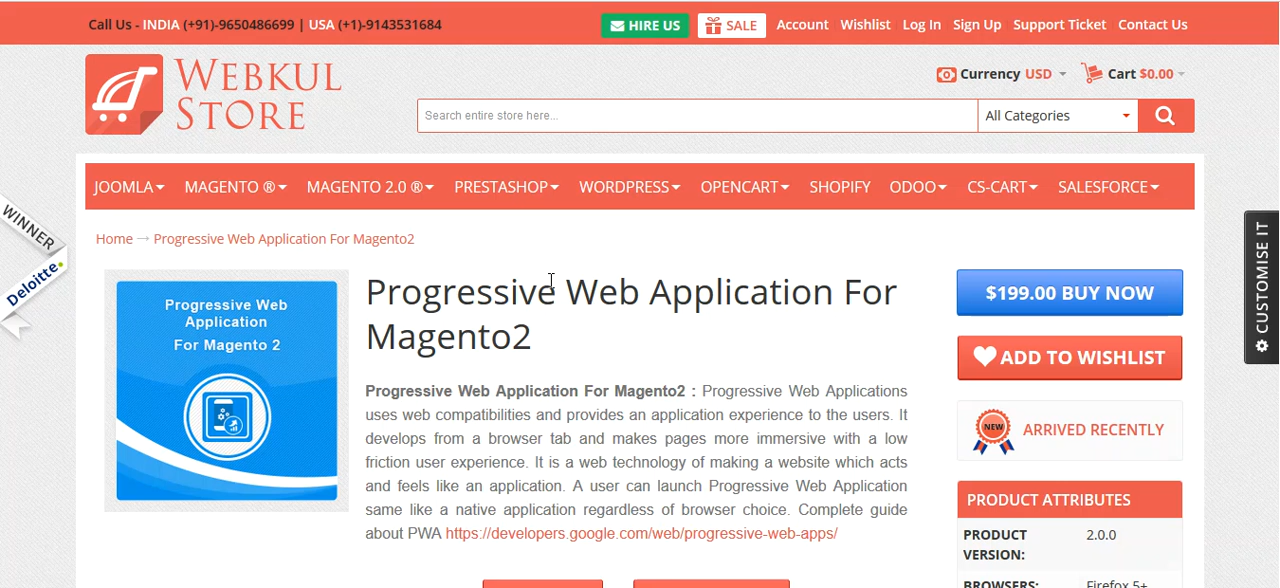 Call Us - INDIA (+91)-9650486699 | USA (+1)-9143531684
HIRE US
SALE
Account
Wishlist
Log In
Sign Up
Support Ticket
Contact Us
WEBKUL
STORE
Currency USD
Cart $0.00
Search entire store here...
All Categories
JOOMLA
MAGENTO ®
MAGENTO 2.0 ®
PRESTASHOP
WORDPRESS
OPENCART
SHOPIFY
ODOO
CS-CART
SALESFORCE
WINNER
Deloitte.
CUSTOMISE IT
Home → Progressive Web Application For Magento2
Progressive Web
Application
For Magento 2
Progressive Web Application For
Magento2
Progressive Web Application For Magento2 : Progressive Web Applications
uses web compatibilities and provides an application experience to the users. It
develops from a browser tab and makes pages more immersive with a low
friction user experience. It is a web technology of making a website which acts
and feels like an application. A user can launch Progressive Web Application
same like a native application regardless of browser choice. Complete guide
about PWA https://developers.google.com/web/progressive-web-apps/
$199.00 BUY NOW
ADD TO WISHLIST
NEW
ARRIVED RECENTLY
PRODUCT ATTRIBUTES
PRODUCT
VERSION:
2.0.0
BROWSERS:
Firefox 5+